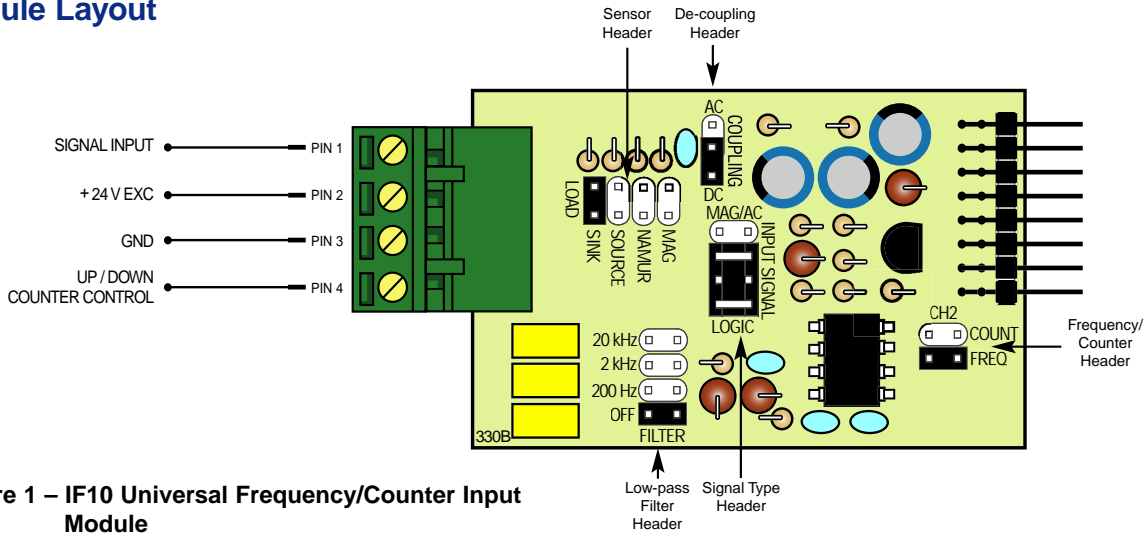 ule Layout
Sensor
Header
De-coupling
Header
SIGNAL INPUT
PIN 1
+ 24 V EXC
PIN 2
GND
PIN 3
UP / DOWN
COUNTER CONTROL
PIN 4
AC
COUPLING
DC
LOAD
SINK
SOURCE
NAMUR
MAG
MAG/AC
INPUT SIGNAL
LOGIC
20 kHz
2 kHz
200 Hz
OFF
FILTER
330B
CH2
COUNT
FREQ
Frequency/
Counter
Header
Low-pass
Filter
Header
Signal Type
Header
re 1 – IF10 Universal Frequency/Counter Input
Module